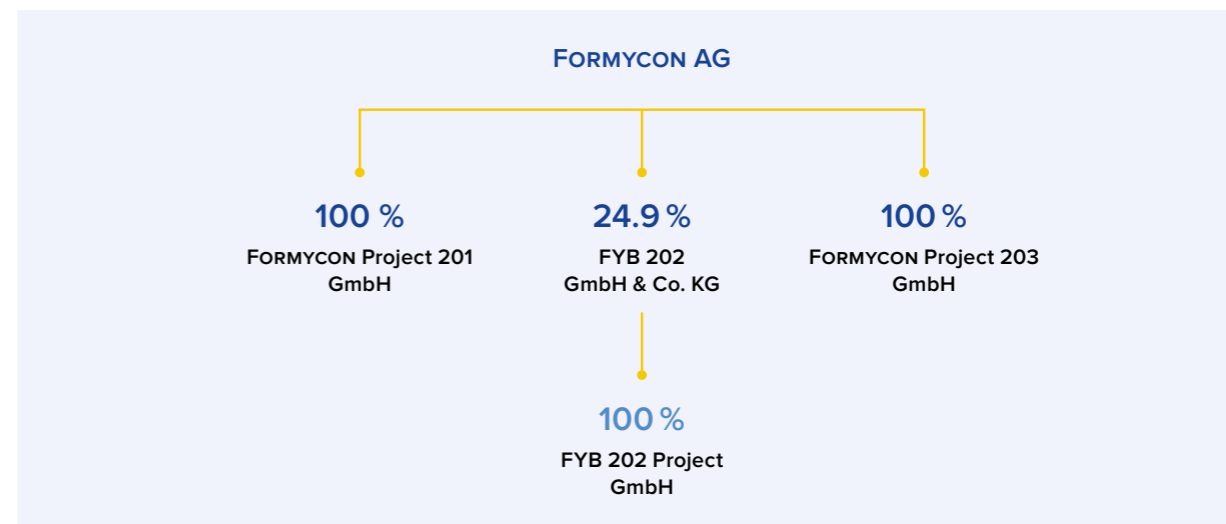 FORMYCON AG
100 %
24.9 %
100 %
FORMYCON Project 201
GmbH
FYB 202
GmbH & Co. KG
FORMYCON Project 203
GmbH
100 %
FYB 202 Project
GmbH